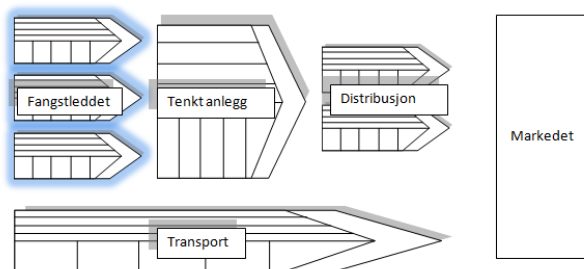 Fangstleddet
Tenkt anlegg
Distribusjon
Markedet
Transport